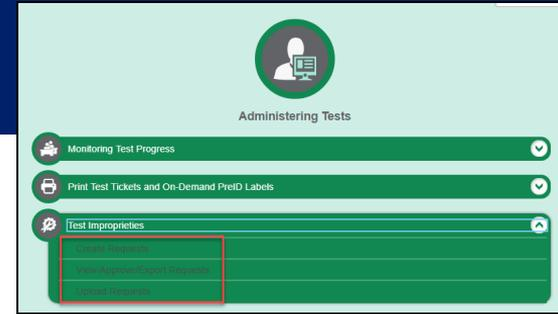 Administering Tests
Monitoring Test Progress
Print Test Tickets and On-Demand PreID Labels
Test Improprieties
Create Requests
View/Approve/Export Requests
Upload Requests